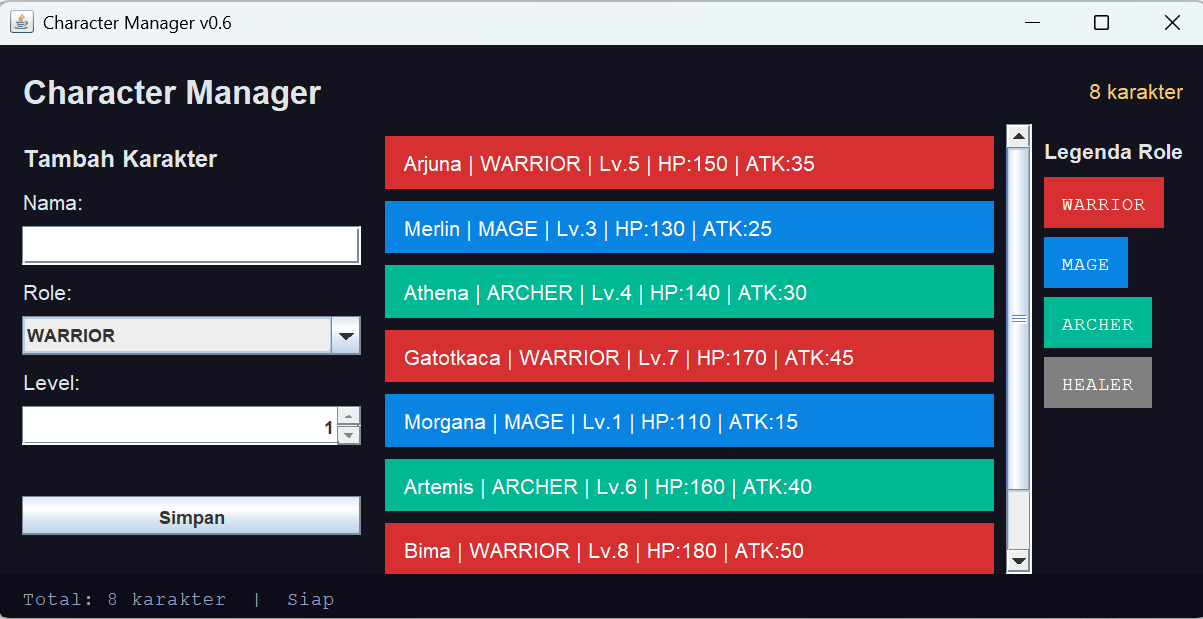 Character Manager v0.6
Character Manager
8 karakter
Tambah Karakter
Nama:
Role:
WARRIOR
Level:
1
Simpan
Arjuna | WARRIOR | Lv.5 | HP:150 | ATK:35
Merlin | MAGE | Lv.3 | HP:130 | ATK:25
Athena | ARCHER | Lv.4 | HP:140 | ATK:30
Gatotkaca | WARRIOR | Lv.7 | HP:170 | ATK:45
Morgana | MAGE | Lv.1 | HP:110 | ATK:15
Artemis | ARCHER | Lv.6 | HP:160 | ATK:40
Bima | WARRIOR | Lv.8 | HP:180 | ATK:50
Legenda Role
WARRIOR
MAGE
ARCHER
HEALER
Total: 8 karakter | Siap